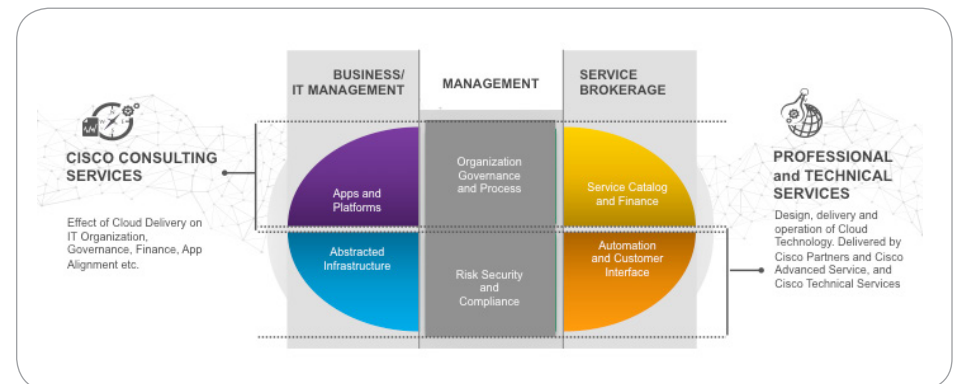 BUSINESS/
IT MANAGEMENT
MANAGEMENT
SERVICE
BROKERAGE
CISCO CONSULTING
SERVICES
Effect of Cloud Delivery on
IT Organization,
Governance, Finance, App
Alignment etc.
Apps and
Platforms
Organization
Governance
and Process
Service Catalog
and Finance
Abstracted
Infrastructure
Risk Security
and
Compliance
Automation
and Customer
Interface
PROFESSIONAL
and TECHNICAL
SERVICES
Design, delivery and
operation of Cloud
Technology. Delivered by
Cisco Partners and Cisco
Advanced Service, and
Cisco Technical Services